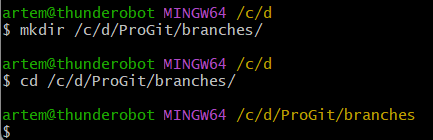 artem@thunderobot MINGW64 /c/d
$ mkdir /c/d/ProGit/branches/
artem@thunderobot MINGW64 /c/d
$ cd /c/d/ProGit/branches/
artem@thunderobot MINGW64 /c/d/ProGit/branches
$